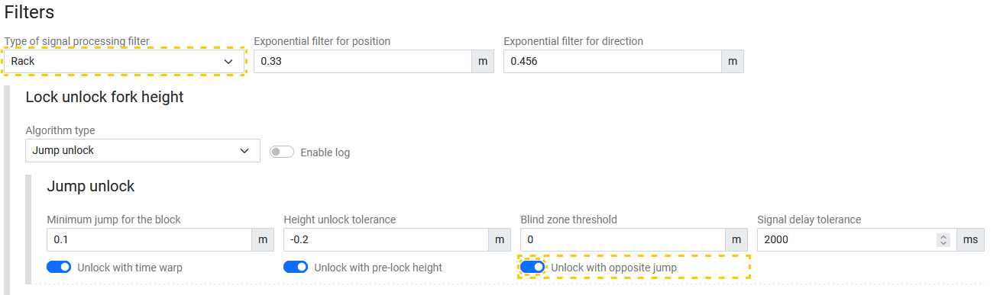 Filters
Type of signal processing filter Exponential filter for position Exponential filter for direction
Rack 0.33 m 0.456 m
Lock unlock fork height
Algorithm type
Jump unlock Enable log
Jump unlock
Minimum jump for the block Height unlock tolerance Blind zone threshold Signal delay tolerance
0.1 m -0.2 m 0 m 2000 ms
Unlock with time warp Unlock with pre-lock height Unlock with opposite jump